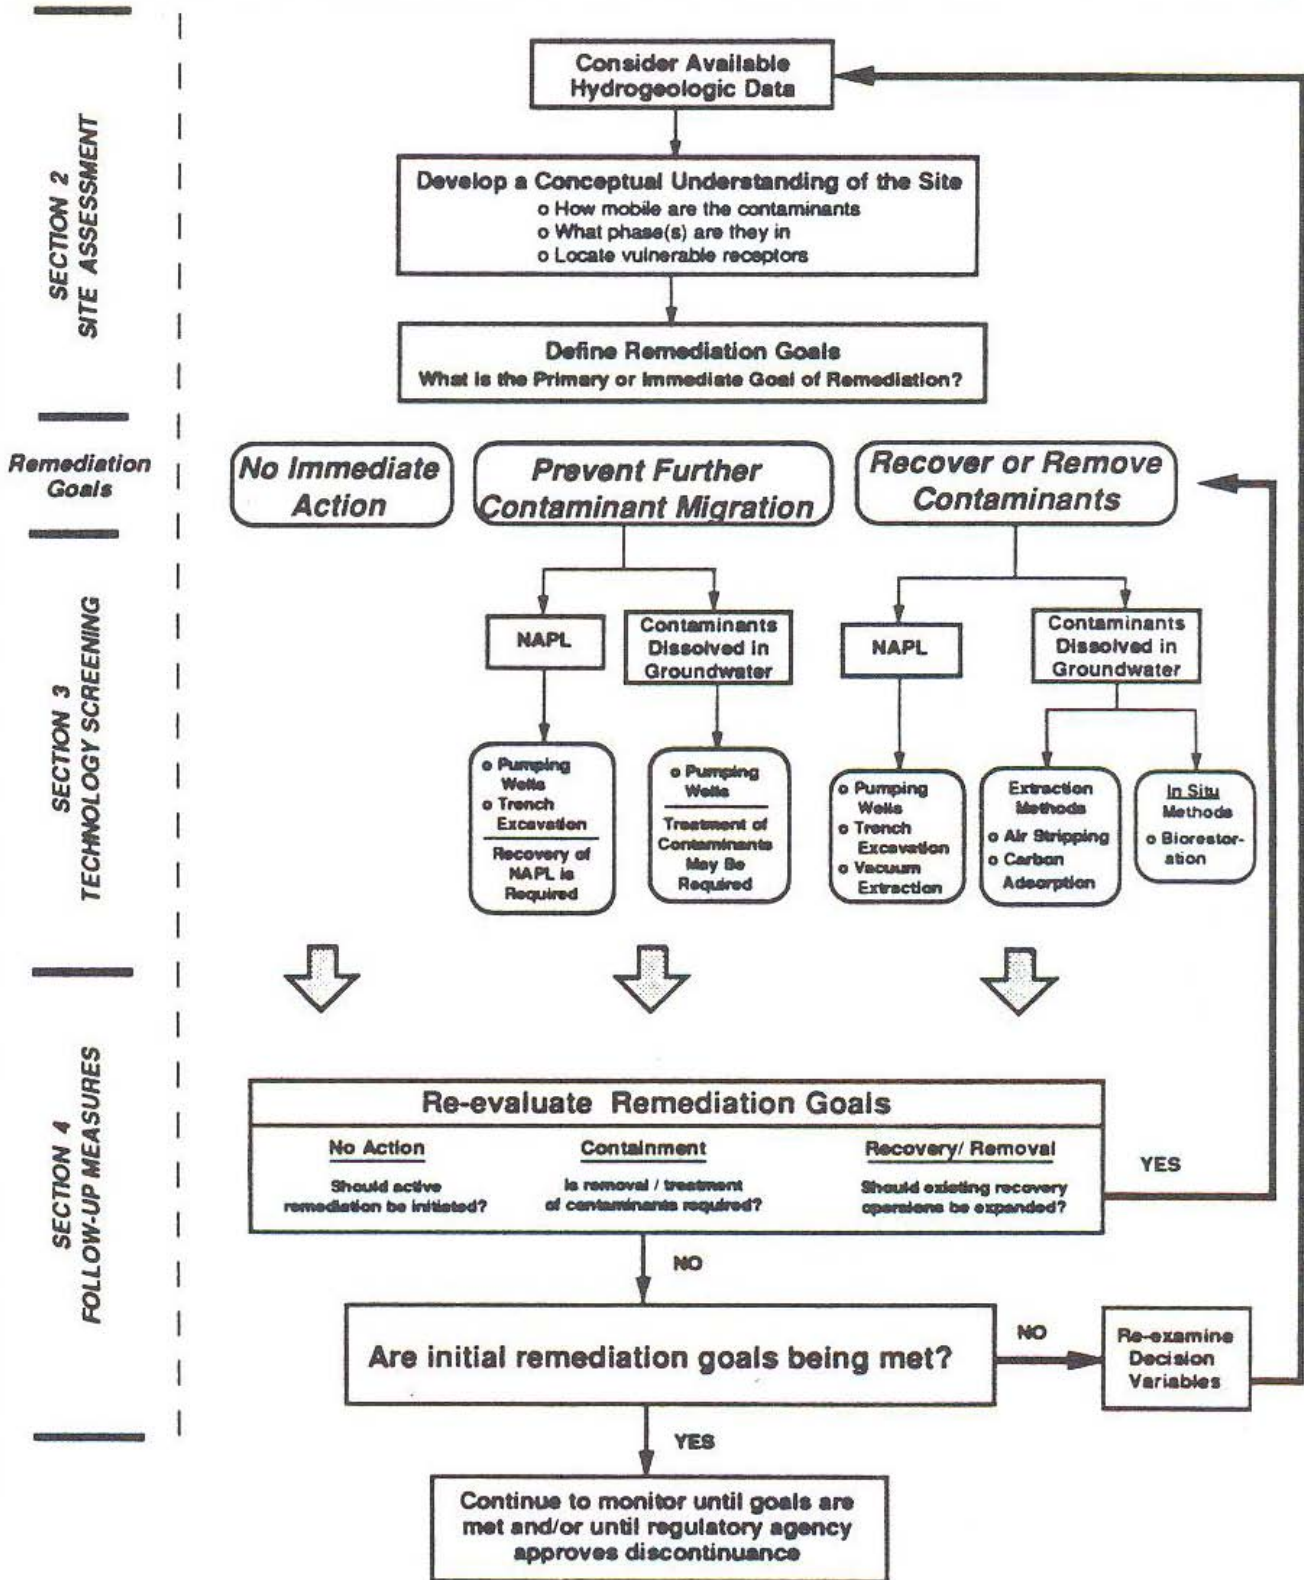 SECTION 2
SITE ASSESSMENT
Consider Available
Hydrogeologic Data
Develop a Conceptual Understanding of the Site
o How mobile are the contaminants
o What phase(s) are they in
o Locate vulnerable receptors
Define Remediation Goals
What is the Primary or Immediate Goal of Remediation?
Remediation
Goals
No Immediate
Action
Prevent Further
Contaminant Migration
Recover or Remove
Contaminants
SECTION 3
TECHNOLOGY SCREENING
NAPL
Contaminants
Dissolved in
Groundwater
NAPL
Contaminants
Dissolved in
Groundwater
o Pumping
Wells
o Trench
Excavation
Recovery of
NAPL is
Required
o Pumping
Wells
Treatment of
Contaminants
May Be
Required
o Pumping
Wells
o Trench
Excavation
o Vacuum
Extraction
Extraction
Methods
o Air Stripping
o Carbon
Adsorption
In Situ
Methods
o Biorestor-
ation
SECTION 4
FOLLOW-UP MEASURES
Re-evaluate Remediation Goals
No Action
Should active
remediation be initiated?
Containment
Is removal / treatment
of contaminants required?
Recovery/ Removal
Should existing recovery
operations be expanded?
YES
NO
Are initial remediation goals being met?
NO
Re-examine
Decision
Variables
YES
Continue to monitor until goals are
met and/or until regulatory agency
approves discontinuance